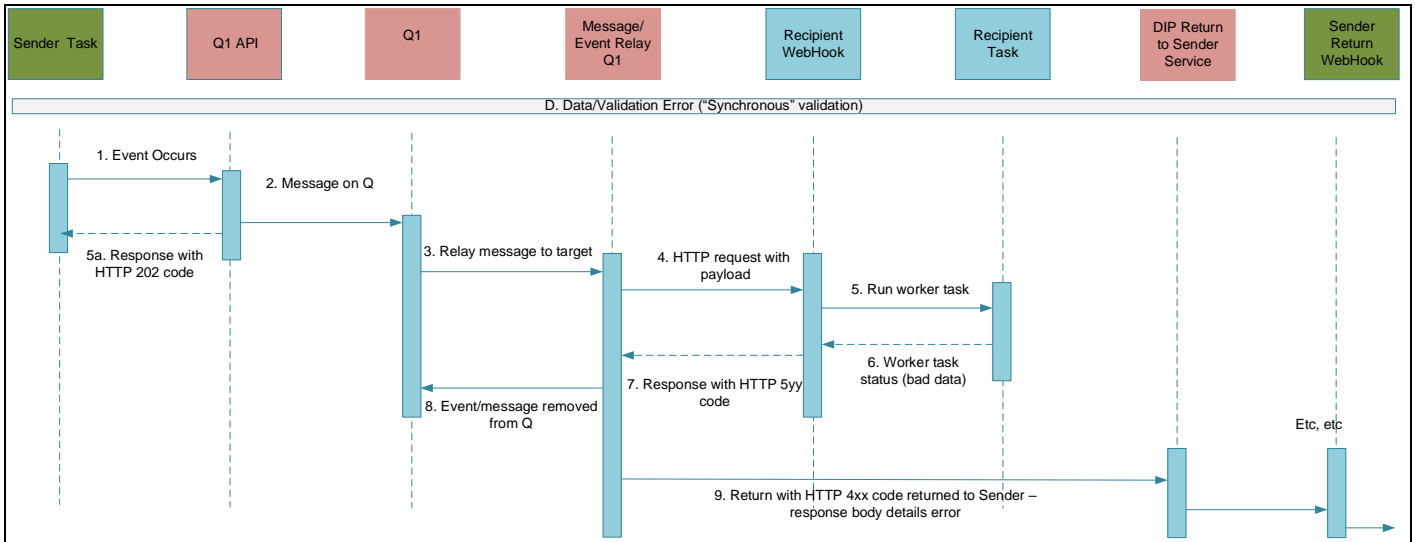 Sender Task
Q1 API
Q1
Message/
Event Relay
Q1
Recipient
WebHook
Recipient
Task
DIP Return
to Sender
Service
Sender
Return
WebHook
D. Data/Validation Error (“Synchronous” validation)
1. Event Occurs
2. Message on Q
5a. Response with
HTTP 202 code
3. Relay message to target
4. HTTP request with
payload
5. Run worker task
6. Worker task
status (bad data)
7. Response with HTTP 5yy
code
8. Event/message removed
from Q
Etc, etc
9. Return with HTTP 4xx code returned to Sender –
response body details error